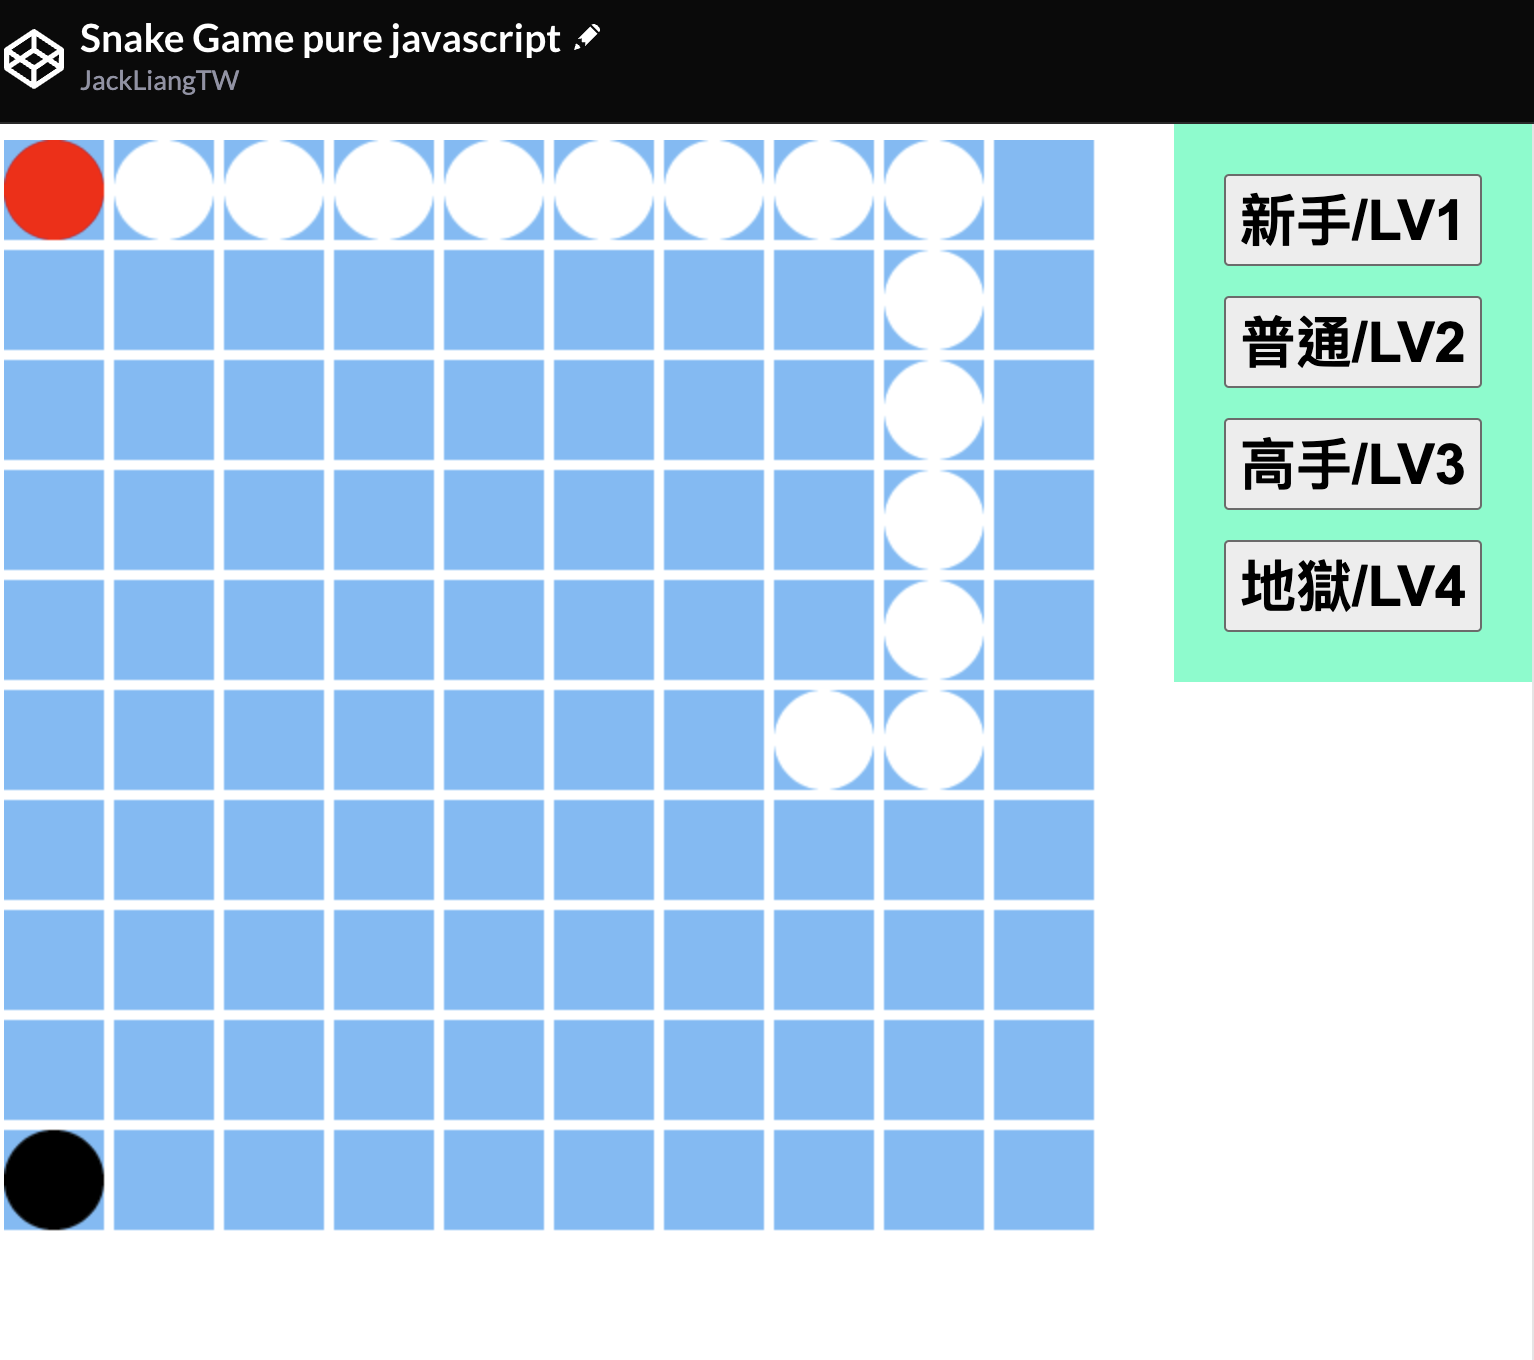 Snake Game pure javascript
JackLiangTW
新手/LV1
普通/LV2
高手/LV3
地獄/LV4